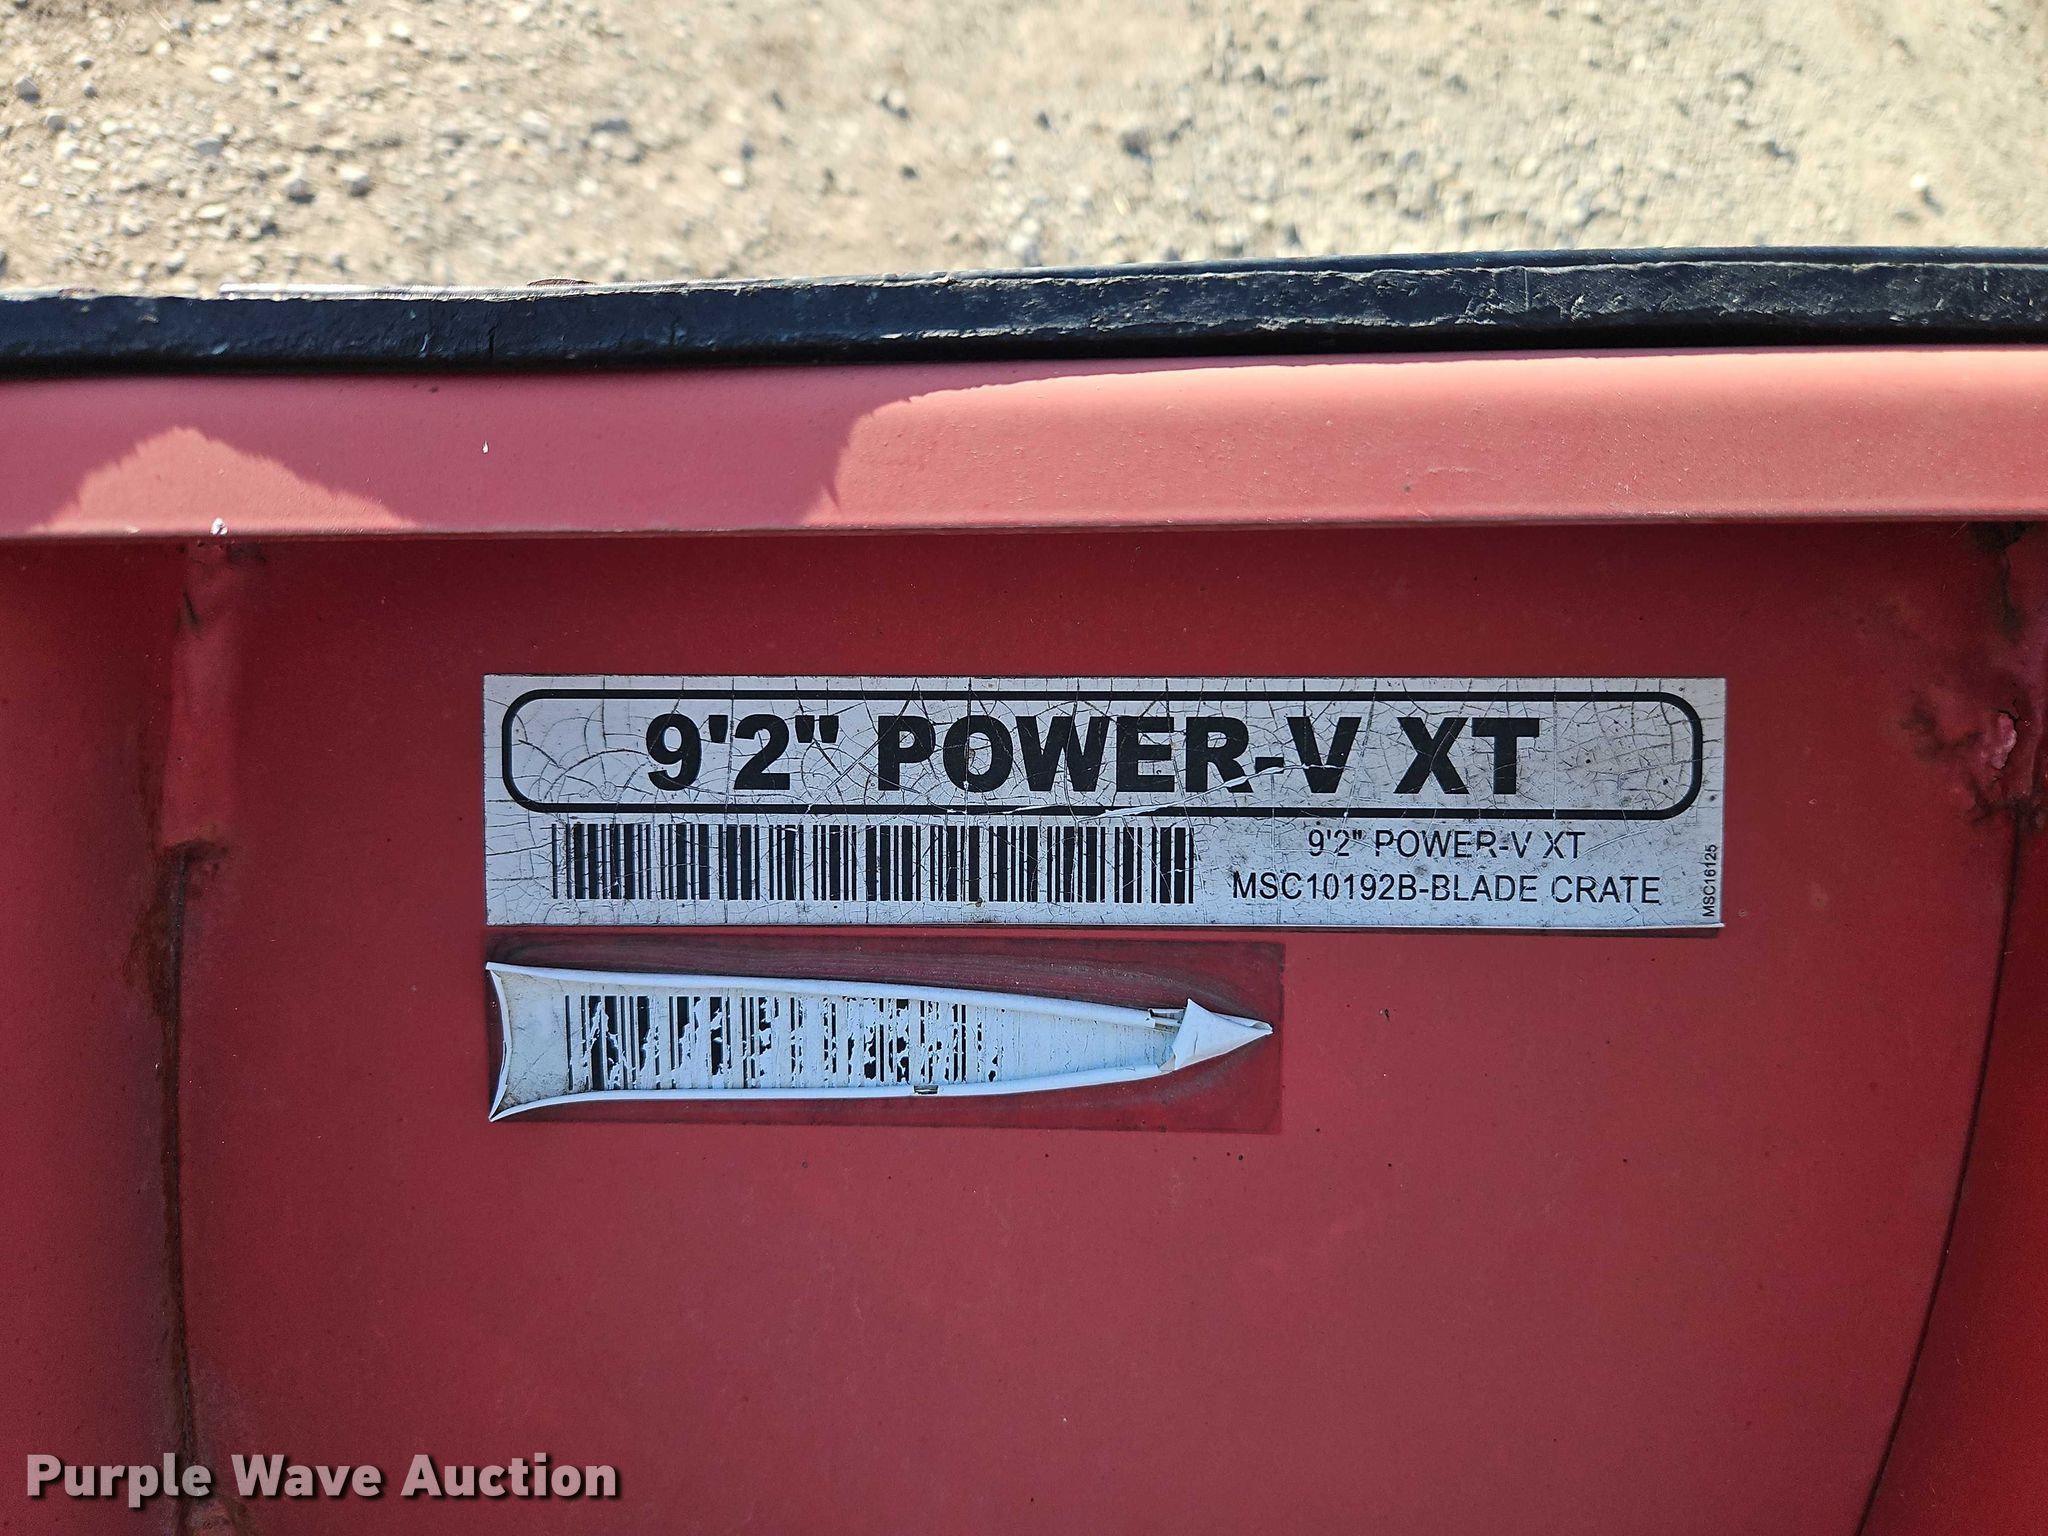 9'2" POWER-V XT
9'2" POWER-V XT
MSC10192B-BLADE CRATE
MSC16125
Purple Wave Auction